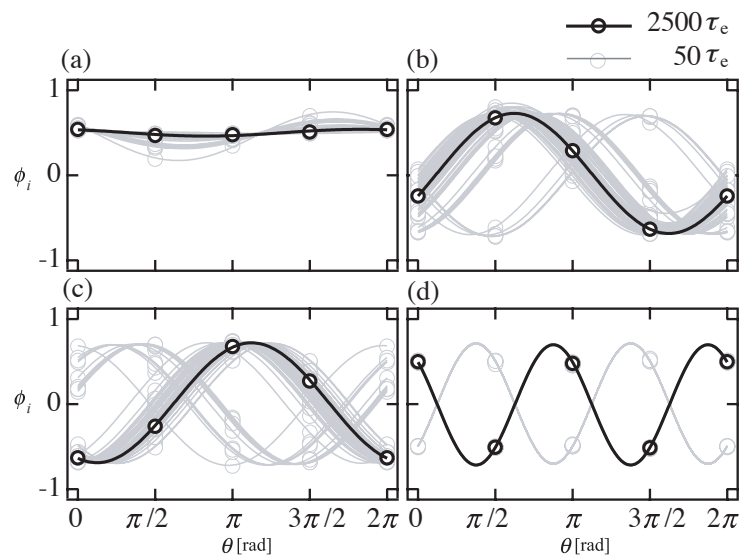 2500 τe
50 τe
(a) (b)
1
0
-1
ϕi
(c) (d)
1
0
-1
ϕi
0 π/2 π 3π/2 2π
0 π/2 π 3π/2 2π
θ [rad] θ [rad]